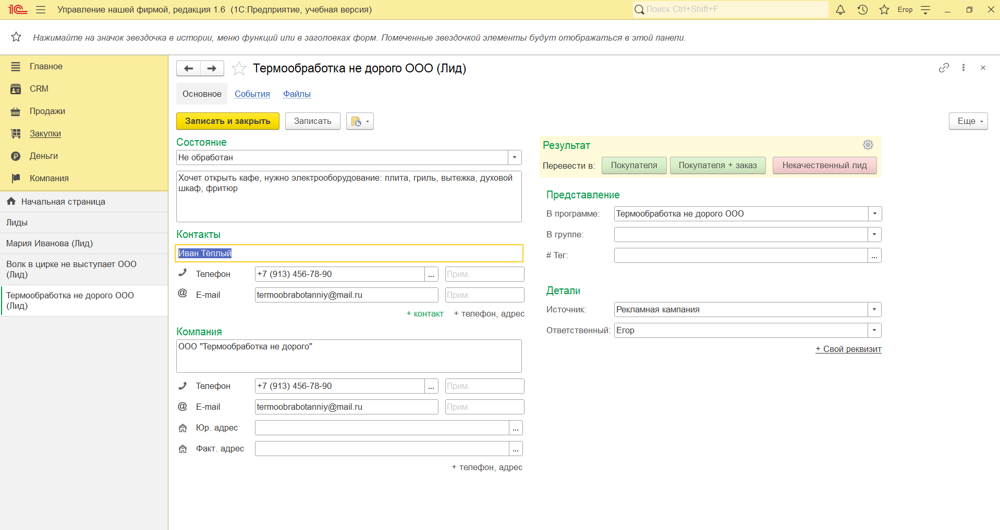 1С Управление нашей фирмой, редакция 1.6 (1С:Предприятие, учебная версия)
Поиск Ctrl+Shift+F
Егор
Нажимайте на значок звездочка в истории, меню функций или в заголовках форм. Помеченные звездочкой элементы будут отображаться в этой панели.
Главное
CRM
Продажи
Закупки
Деньги
Компания
Начальная страница
Лиды
Мария Иванова (Лид)
Волк в цирке не выступает ООО
(Лид)
Термообработка не дорого ООО
(Лид)
Термообработка не дорого ООО (Лид)
Основное События Файлы
Записать и закрыть Записать Еще
Состояние
Не обработан
Хочет открыть кафе, нужно электрооборудование: плита, гриль, вытежка, духовой
шкаф, фритюр
Контакты
Иван Тёплый
Телефон +7 (913) 456-78-90 ... Прим.
E-mail termoobrabotanniy@mail.ru Прим.
+ контакт + телефон, адрес
Компания
ООО "Термообработка не дорого"
Телефон +7 (913) 456-78-90 ... Прим.
E-mail termoobrabotanniy@mail.ru Прим.
Юр. адрес ...
Факт. адрес ...
+ телефон, адрес
Результат
Перевести в: Покупателя Покупателя + заказ Некачественный лид
Представление
В программе: Термообработка не дорого ООО
В группе:
# Тег: ...
Детали
Источник: Рекламная кампания
Ответственный: Егор
+ Свой реквизит